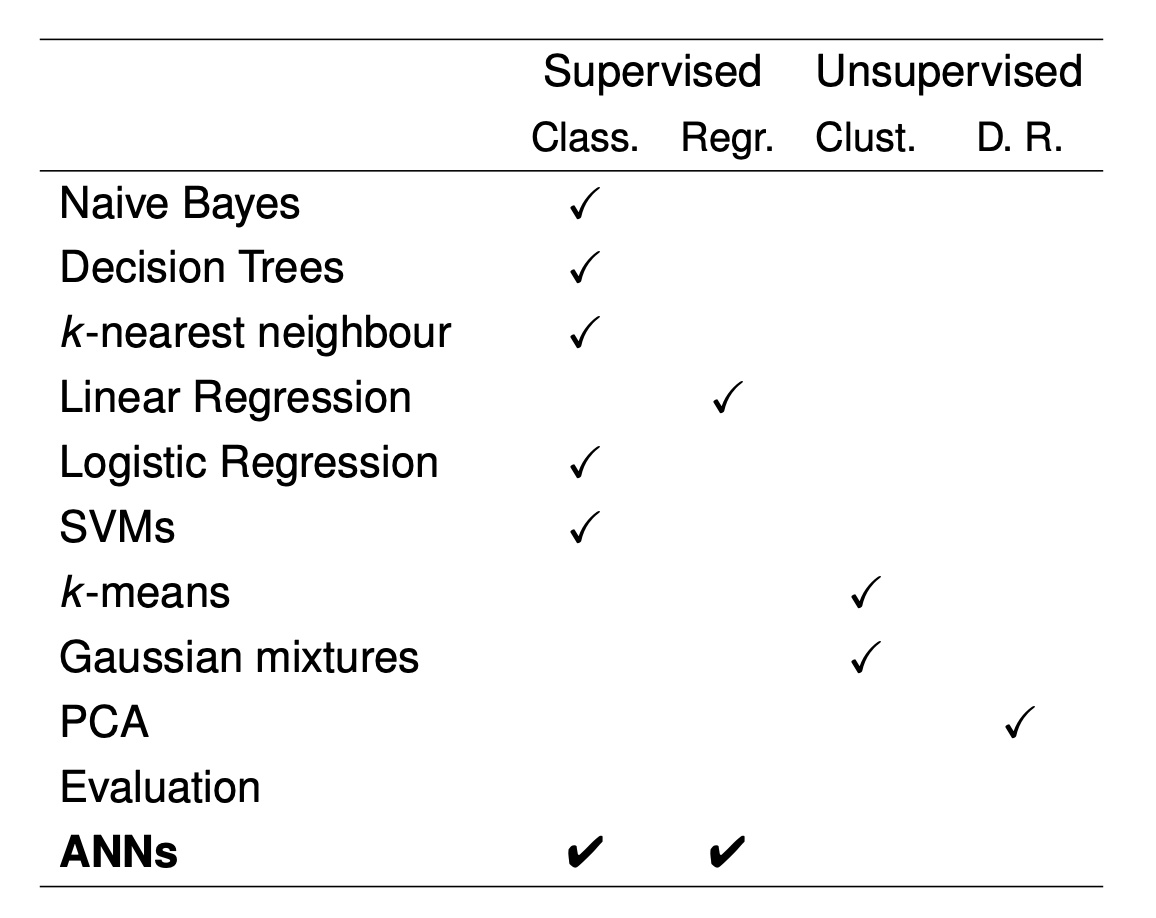 Supervised Unsupervised
Class. Regr. Clust. D. R.
Naive Bayes ✓
Decision Trees ✓
k-nearest neighbour ✓
Linear Regression ✓
Logistic Regression ✓
SVMs ✓
k-means ✓
Gaussian mixtures ✓
PCA ✓
Evaluation
ANNs ✔ ✔